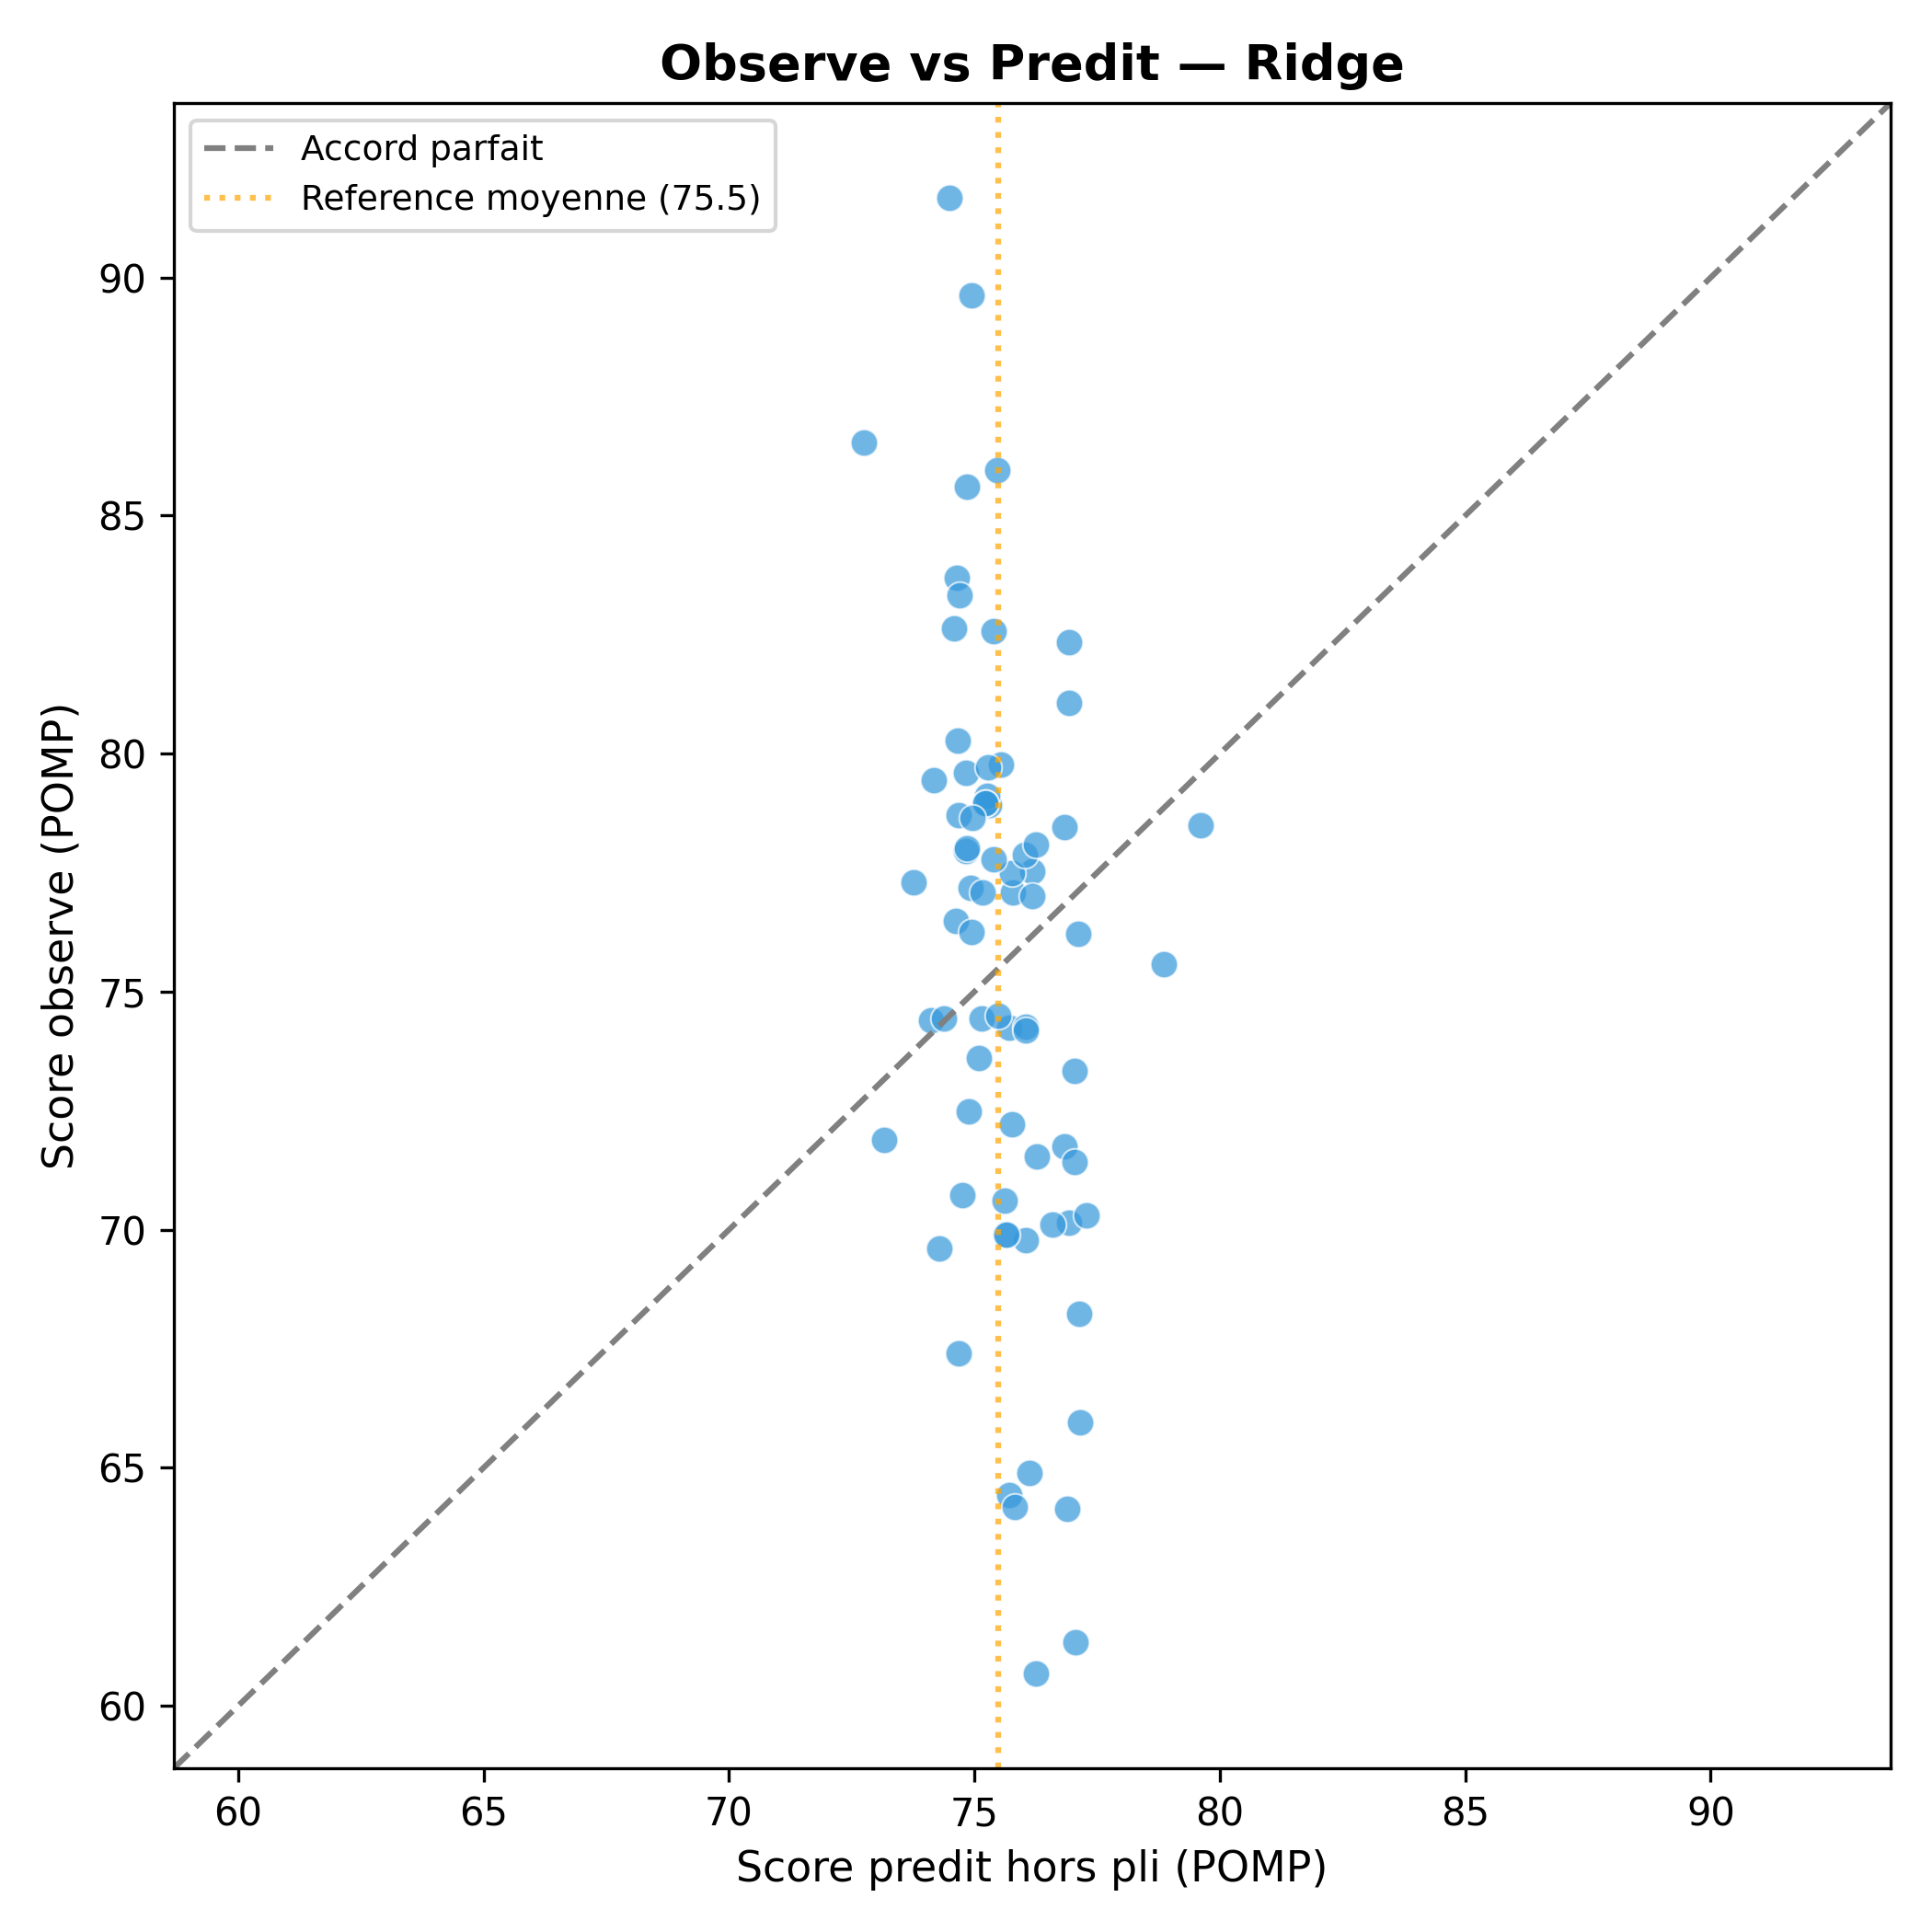 Observe vs Predit — Ridge
Accord parfait
Reference moyenne (75.5)
90
85
80
75
70
65
60
Score observe (POMP)
60 65 70 75 80 85 90
Score predit hors pli (POMP)